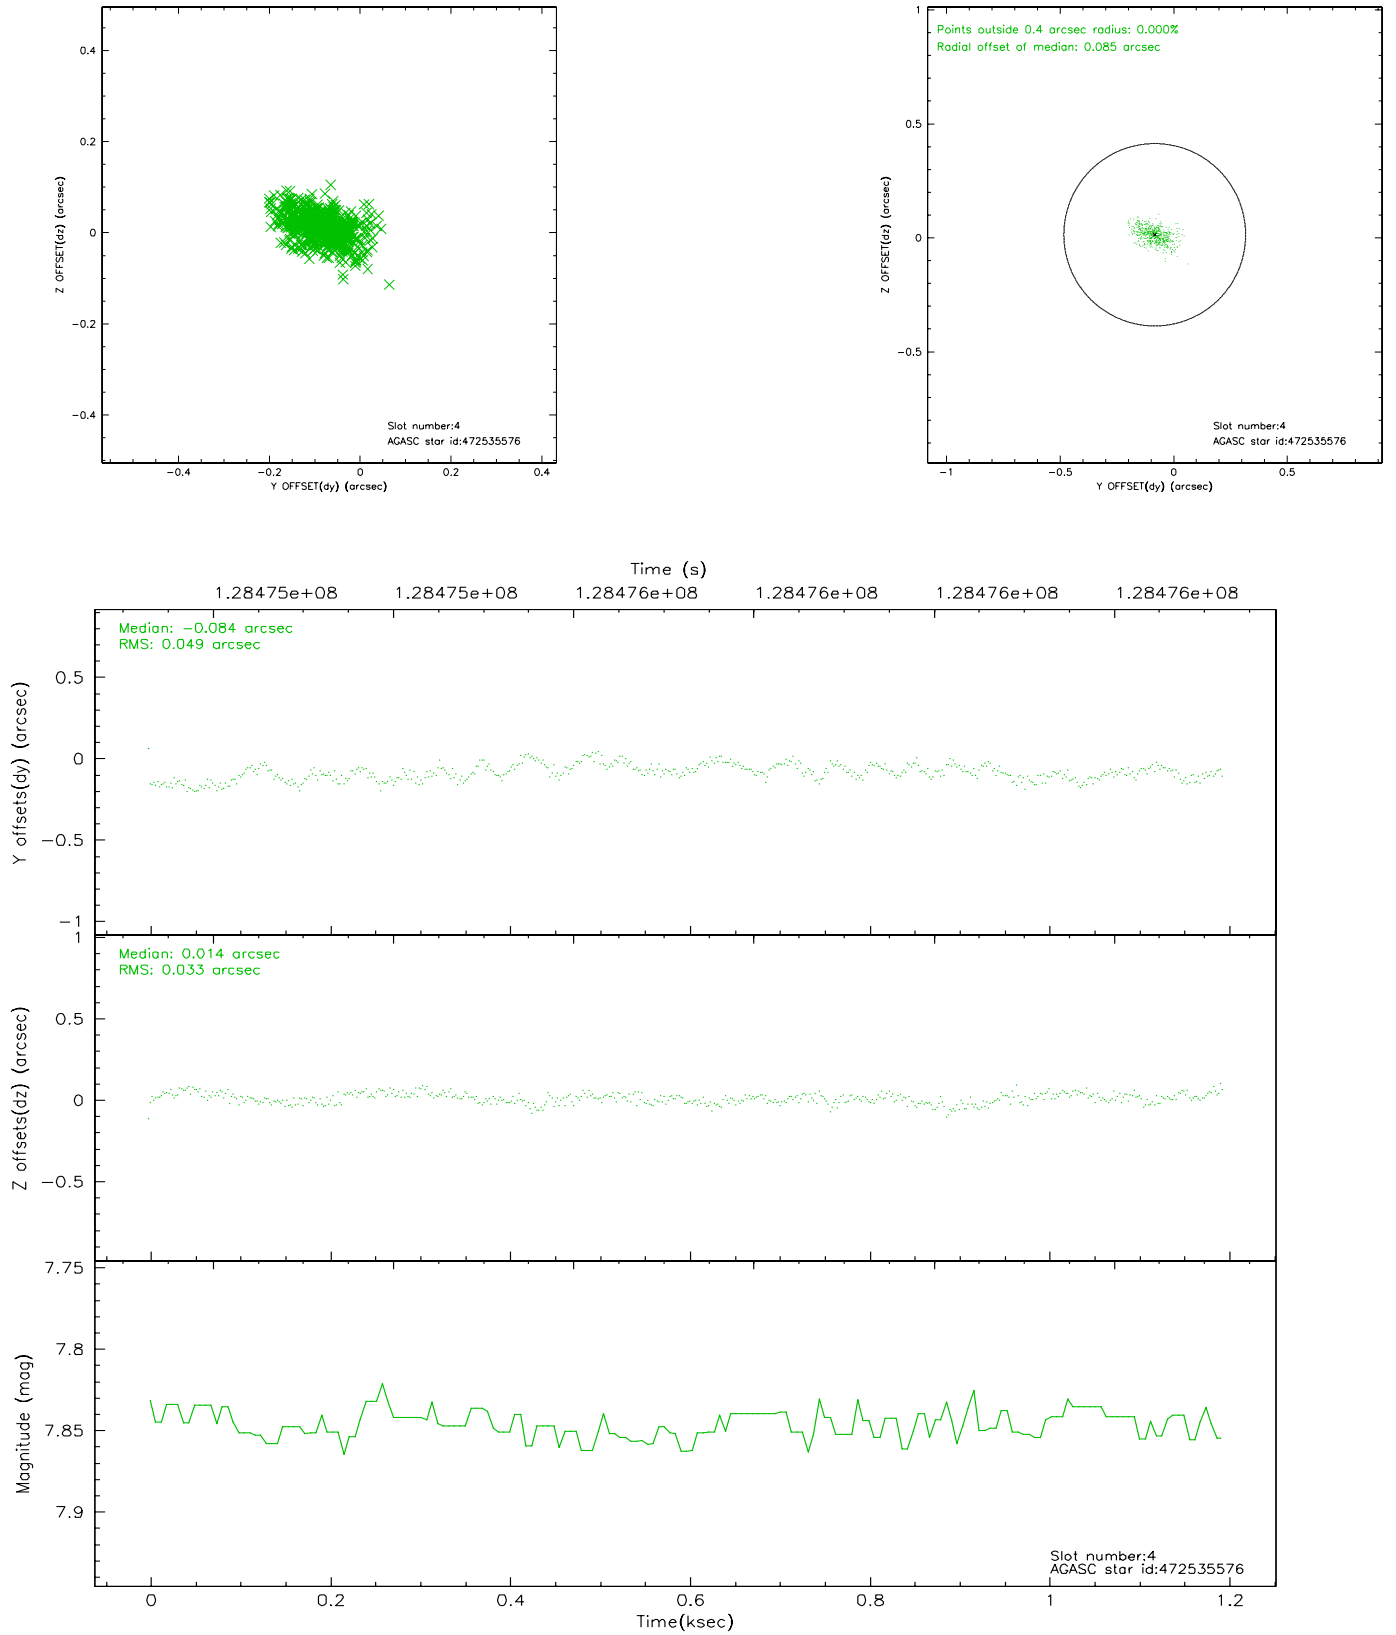 0.4
0.2
0
−0.2
−0.4
Z OFFSET(dz) (arcsec)
Slot number:4
AGASC star id:472535576
−0.4 −0.2 0 0.2 0.4
Y OFFSET(dy) (arcsec)
1
0.5
0
−0.5
Z OFFSET(dz) (arcsec)
Points outside 0.4 arcsec radius: 0.000%
Radial offset of median: 0.085 arcsec
Slot number:4
AGASC star id:472535576
−1 −0.5 0 0.5
Y OFFSET(dy) (arcsec)
Time (s)
1.28475e+08 1.28475e+08 1.28476e+08 1.28476e+08 1.28476e+08 1.28476e+08
Median: −0.084 arcsec
RMS: 0.049 arcsec
0.5
0
−0.5
−1
Y offsets(dy) (arcsec)
Median: 0.014 arcsec
RMS: 0.033 arcsec
1
0.5
0
−0.5
Z offsets(dz) (arcsec)
7.75
7.8
7.85
7.9
Magnitude (mag)
Slot number:4
AGASC star id:472535576
0 0.2 0.4 0.6 0.8 1 1.2
Time(ksec)